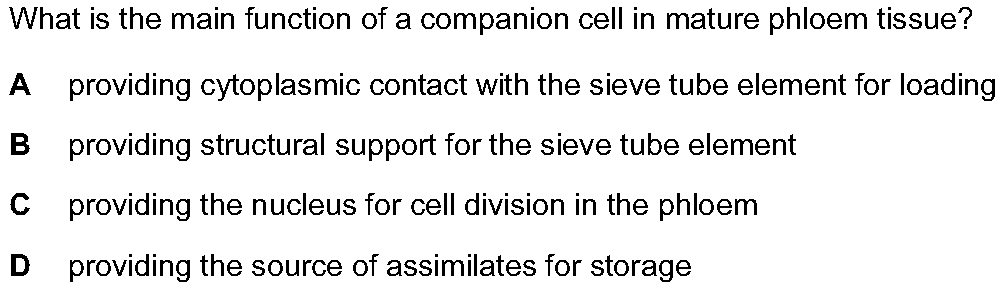 What is the main function of a companion cell in mature phloem tissue?
A providing cytoplasmic contact with the sieve tube element for loading
B providing structural support for the sieve tube element
C providing the nucleus for cell division in the phloem
D providing the source of assimilates for storage